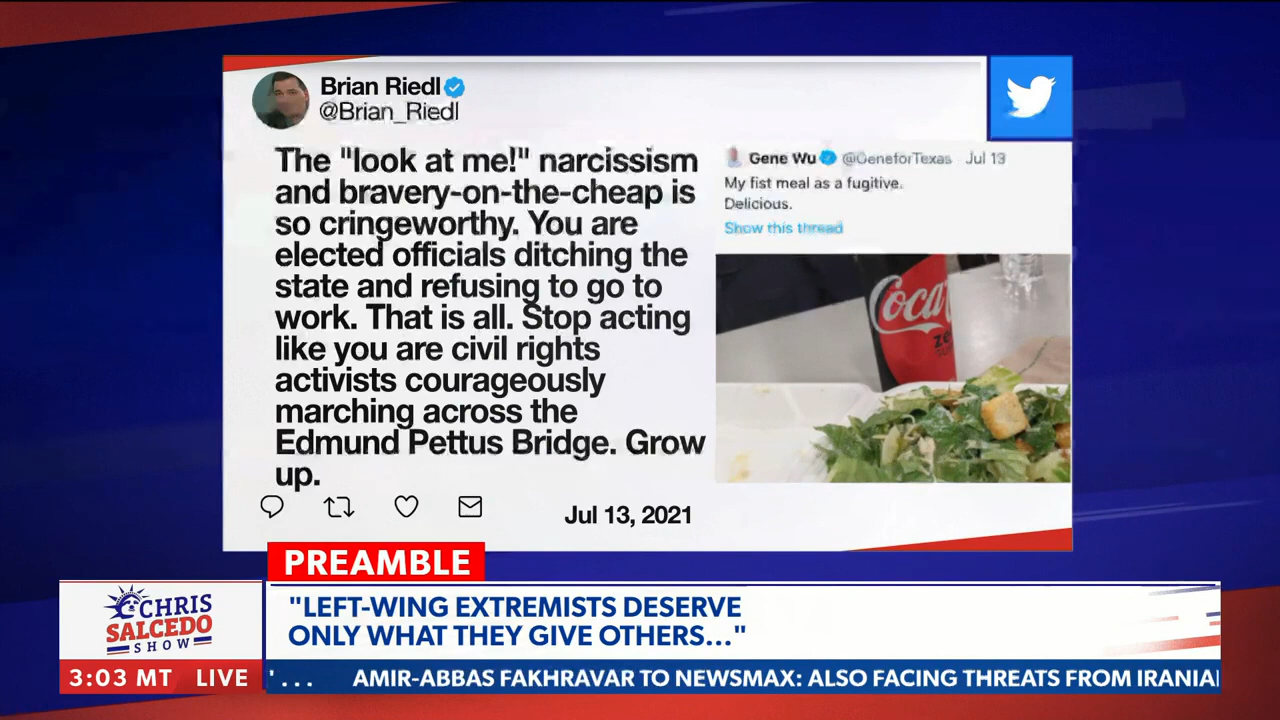 Brian Riedl
@Brian_Riedl
The "look at me!" narcissism
and bravery-on-the-cheap is
so cringeworthy. You are
elected officials ditching the
state and refusing to go to
work. That is all. Stop acting
like you are civil rights
activists courageously
marching across the
Edmund Pettus Bridge. Grow
up.
Jul 13, 2021
Gene Wu @GeneforTexas Jul 13
My fist meal as a fugitive.
Delicious.
Show this thread
Coca
ze
PREAMBLE
"LEFT-WING EXTREMISTS DESERVE
ONLY WHAT THEY GIVE OTHERS..."
CHRIS
SALCEDO
SHOW
3:03 MT LIVE
' . . . AMIR-ABBAS FAKHRAVAR TO NEWSMAX: ALSO FACING THREATS FROM IRANIA